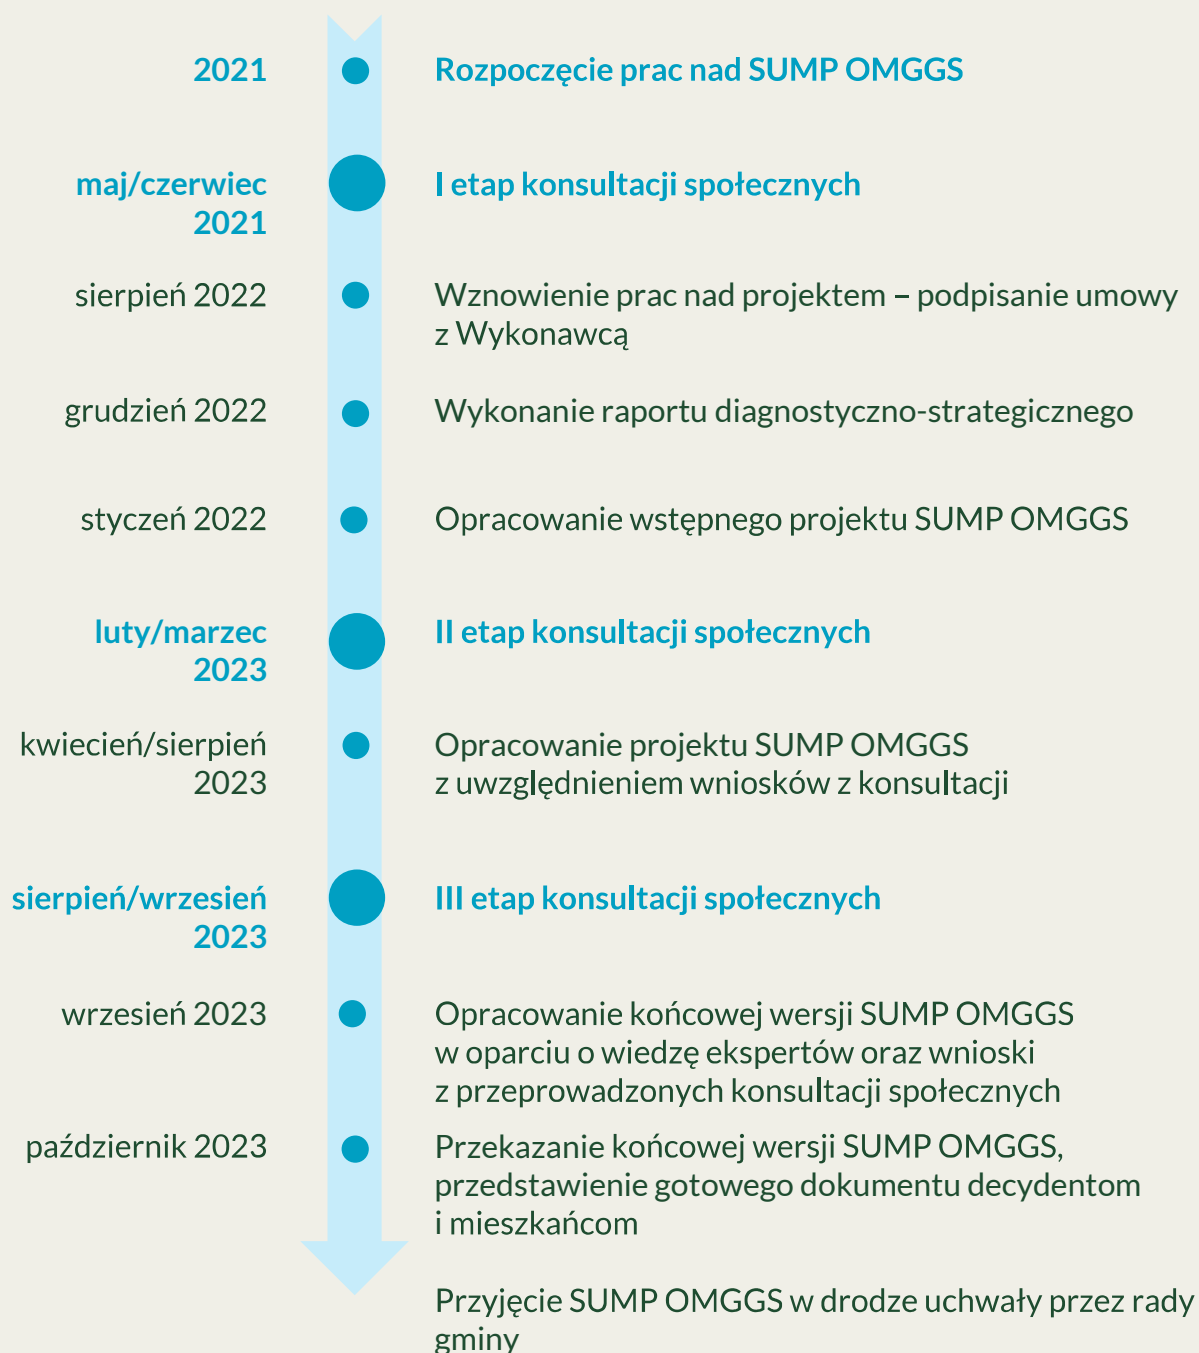 2021
Rozpoczęcie prac nad SUMP OMGGS
maj/czerwiec
2021
I etap konsultacji społecznych
sierpień 2022
Wznowienie prac nad projektem – podpisanie umowy
z Wykonawcą
grudzień 2022
Wykonanie raportu diagnostyczno-strategicznego
styczeń 2022
Opracowanie wstępnego projektu SUMP OMGGS
luty/marzec
2023
II etap konsultacji społecznych
kwiecień/sierpień
2023
Opracowanie projektu SUMP OMGGS
z uwzględnieniem wniosków z konsultacji
sierpień/wrzesień
2023
III etap konsultacji społecznych
wrzesień 2023
Opracowanie końcowej wersji SUMP OMGGS
w oparciu o wiedzę ekspertów oraz wnioski
z przeprowadzonych konsultacji społecznych
październik 2023
Przekazanie końcowej wersji SUMP OMGGS,
przedstawienie gotowego dokumentu decydentom
i mieszkańcom
Przyjęcie SUMP OMGGS w drodze uchwały przez rady
gminy